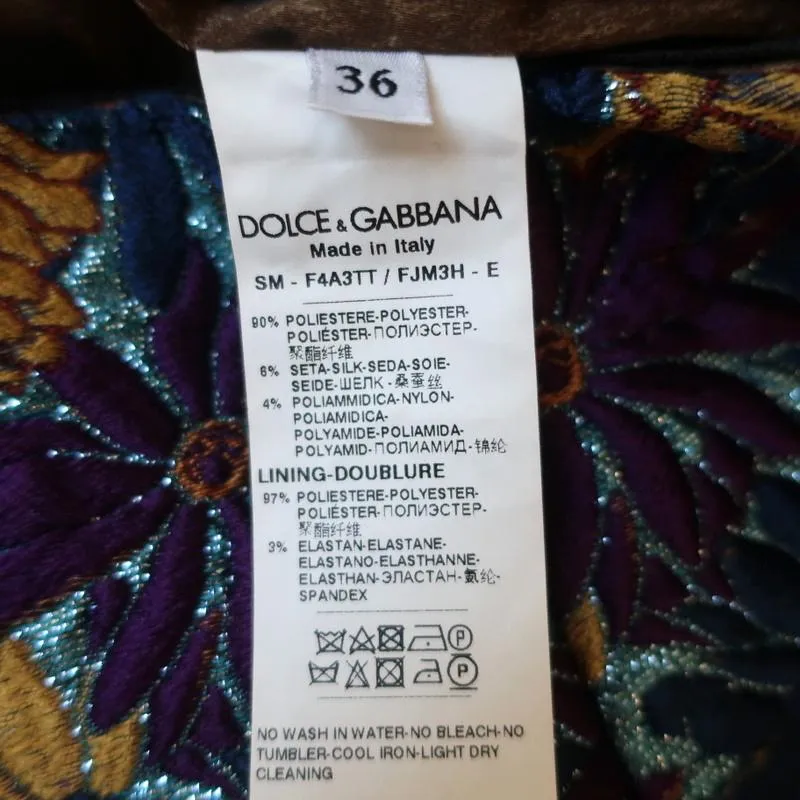 36
DOLCE & GABBANA
Made in Italy
SM - F4A3TT / FJM3H - E
90% POLIESTERE-POLYESTER-
POLIÉSTER-ПОЛИЭСТЕР-
聚酯纤维
6% SETA-SILK-SEDA-SOIE-
SEIDE-ШЕЛК-桑蚕丝
4% POLIAMMIDICA-NYLON-
POLIAMIDICA-
POLYAMIDE-POLIAMIDA-
POLYAMID-ПОЛИАМИД-锦纶
LINING-DOUBLURE
97% POLIESTERE-POLYESTER-
POLIÉSTER-ПОЛИЭСТЕР-
聚酯纤维
3% ELASTAN-ELASTANE-
ELASTANO-ELASTHANNE-
ELASTHAN-ЭЛАСТАН-氨纶-
SPANDEX
P
P
NO WASH IN WATER-NO BLEACH-NO
TUMBLER-COOL IRON-LIGHT DRY
CLEANING